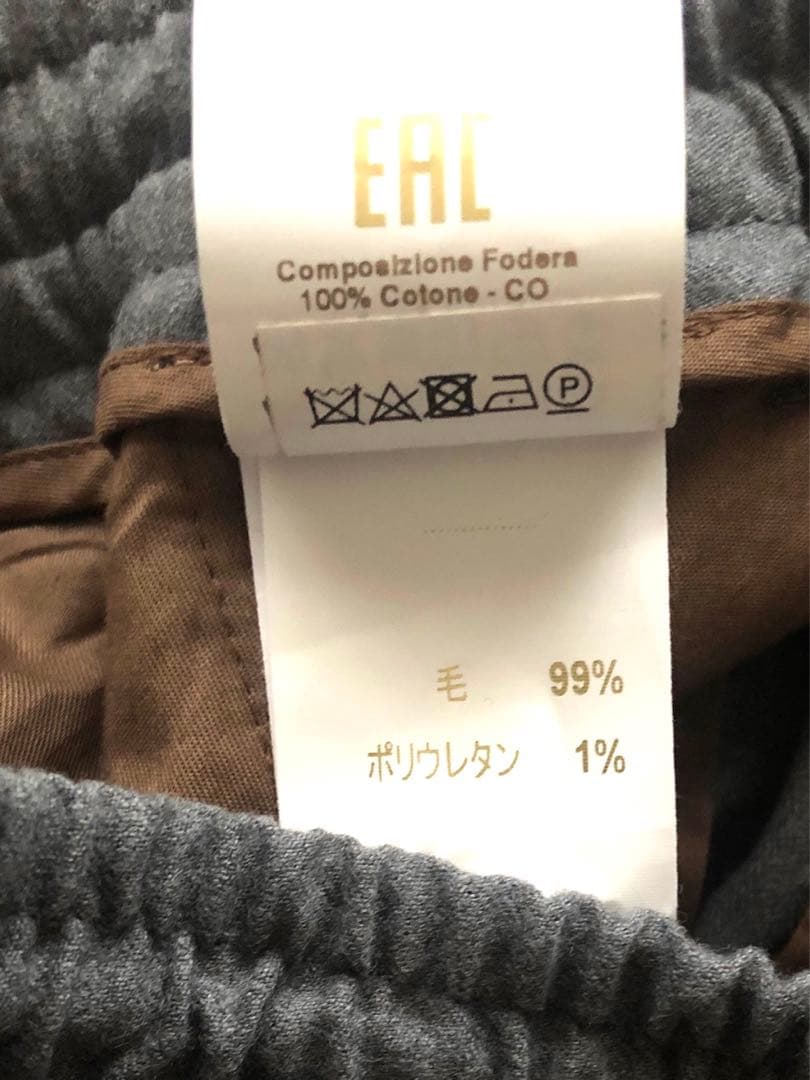 EAC
Composizione Fodera
100% Cotone - CO
P
毛 99%
ポリウレタン 1%